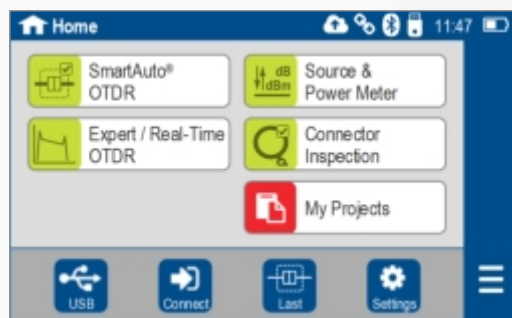 Home
11:47
SmartAuto®
OTDR
dB
dBm
Source &
Power Meter
Expert / Real-Time
OTDR
Connector
Inspection
My Projects
USB
Connect
Last
Settings